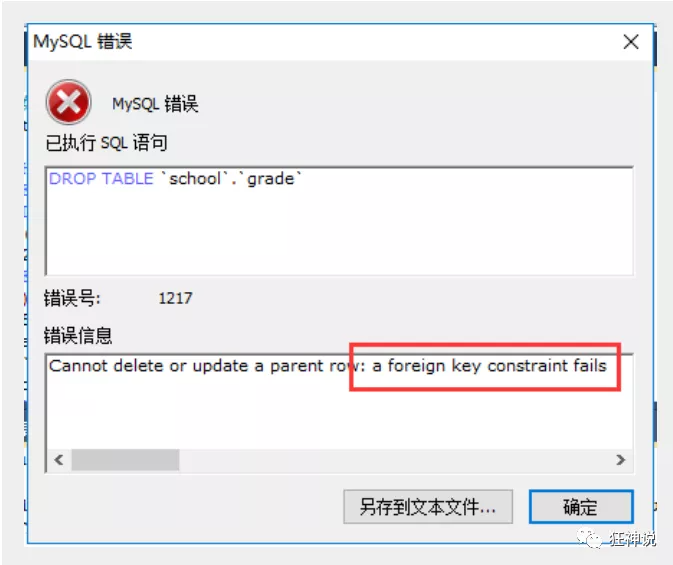 MySQL 错误
MySQL 错误
已执行 SQL 语句
DROP TABLE `school`.`grade`
错误号: 1217
错误信息
Cannot delete or update a parent row: a foreign key constraint fails
另存到文本文件... 确定
狂神说